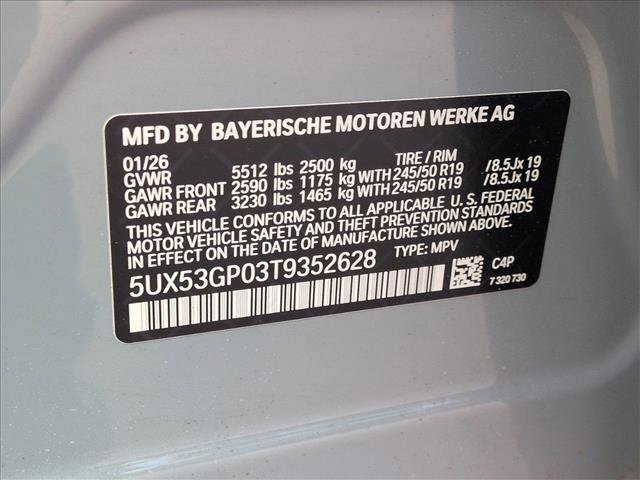 MFD BY BAYERISCHE MOTOREN WERKE AG
01/26
GVWR 5512 lbs 2500 kg TIRE / RIM
GAWR FRONT 2590 lbs 1175 kg WITH 245/50 R19 /8.5Jx 19
GAWR REAR 3230 lbs 1465 kg WITH 245/50 R19 /8.5Jx 19
THIS VEHICLE CONFORMS TO ALL APPLICABLE U.S. FEDERAL
MOTOR VEHICLE SAFETY AND THEFT PREVENTION STANDARDS
IN EFFECT ON THE DATE OF MANUFACTURE SHOWN ABOVE.
5UX53GP03T9352628 TYPE: MPV
C4P
7 320 730